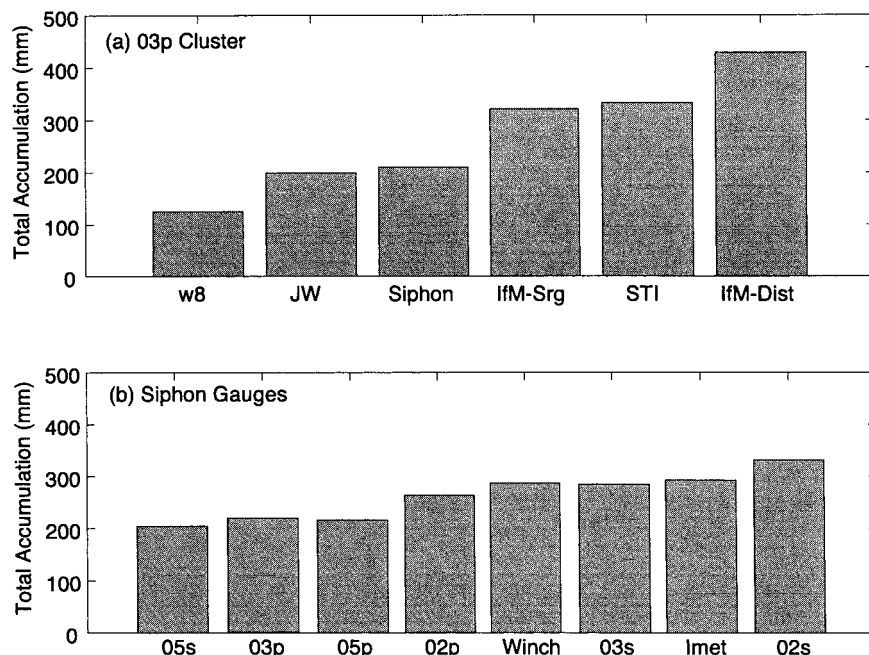 (a) 03p Cluster
Total Accumulation (mm)
500
400
300
200
100
0
w8 JW Siphon IfM-Srg STI IfM-Dist
(b) Siphon Gauges
Total Accumulation (mm)
500
400
300
200
100
0
05s 03p 05p 02p Winch 03s Imet 02s